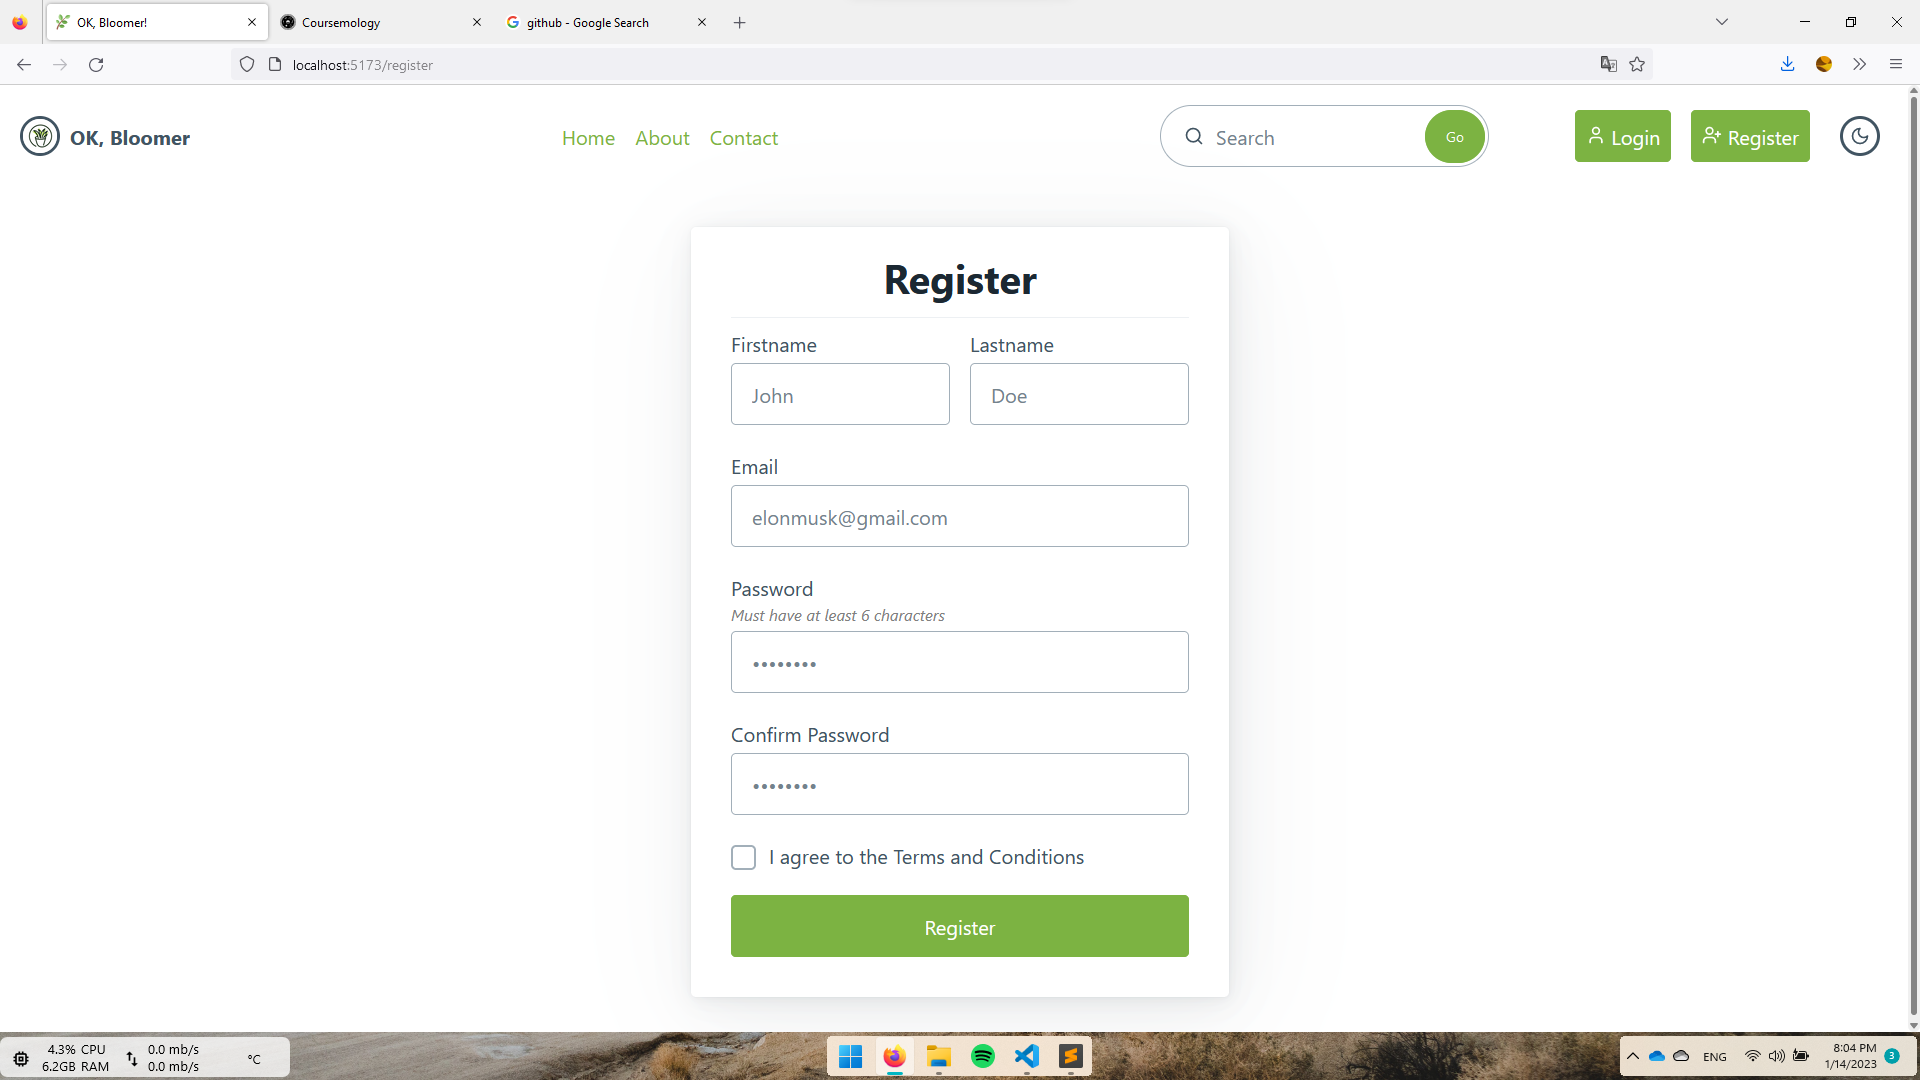 OK, Bloomer!
Coursemology
github - Google Search
localhost:5173/register
OK, Bloomer
Home
About
Contact
Search
Go
Login
Register
Register
Firstname
Lastname
John
Doe
Email
elonmusk@gmail.com
Password
Must have at least 6 characters
••••••••
Confirm Password
••••••••
I agree to the Terms and Conditions
Register
4.3% CPU
6.2GB RAM
0.0 mb/s
0.0 mb/s
°C
ENG
8:04 PM
1/14/2023
3